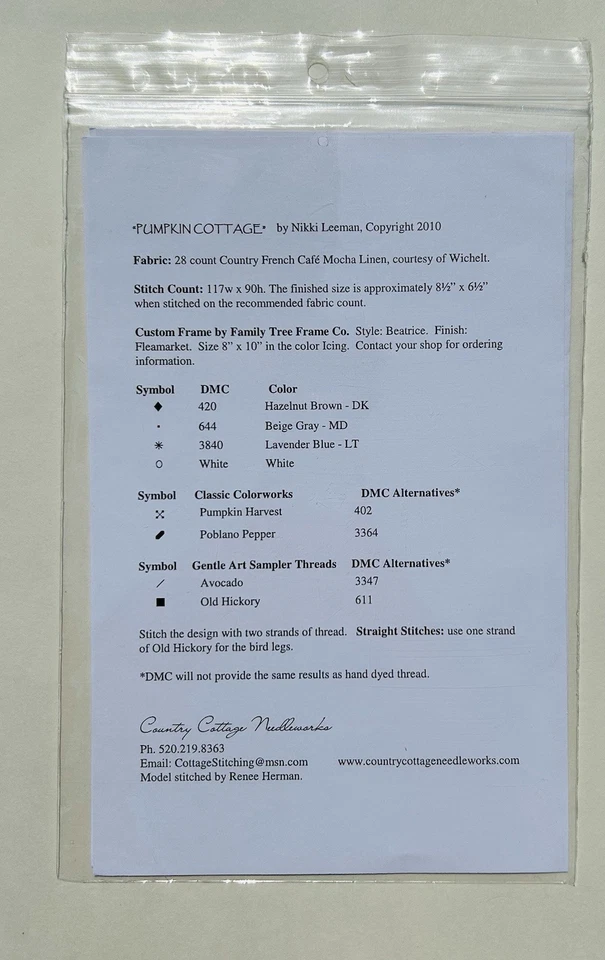 *PUMPKIN COTTAGE* by Nikki Leeman, Copyright 2010
Fabric: 28 count Country French Café Mocha Linen, courtesy of Wichelt.
Stitch Count: 117w x 90h. The finished size is approximately 8½” x 6½”
when stitched on the recommended fabric count.
Custom Frame by Family Tree Frame Co. Style: Beatrice. Finish:
Fleamarket. Size 8” x 10” in the color Icing. Contact your shop for ordering
information.
Symbol DMC Color
♦ 420 Hazelnut Brown - DK
· 644 Beige Gray - MD
✳ 3840 Lavender Blue - LT
○ White White
Symbol Classic Colorworks DMC Alternatives*
Pumpkin Harvest 402
Poblano Pepper 3364
Symbol Gentle Art Sampler Threads DMC Alternatives*
/ Avocado 3347
■ Old Hickory 611
Stitch the design with two strands of thread. Straight Stitches: use one strand
of Old Hickory for the bird legs.
*DMC will not provide the same results as hand dyed thread.
Country Cottage Needleworks
Ph. 520.219.8363
Email: CottageStitching@msn.com www.countrycottageneedleworks.com
Model stitched by Renee Herman.